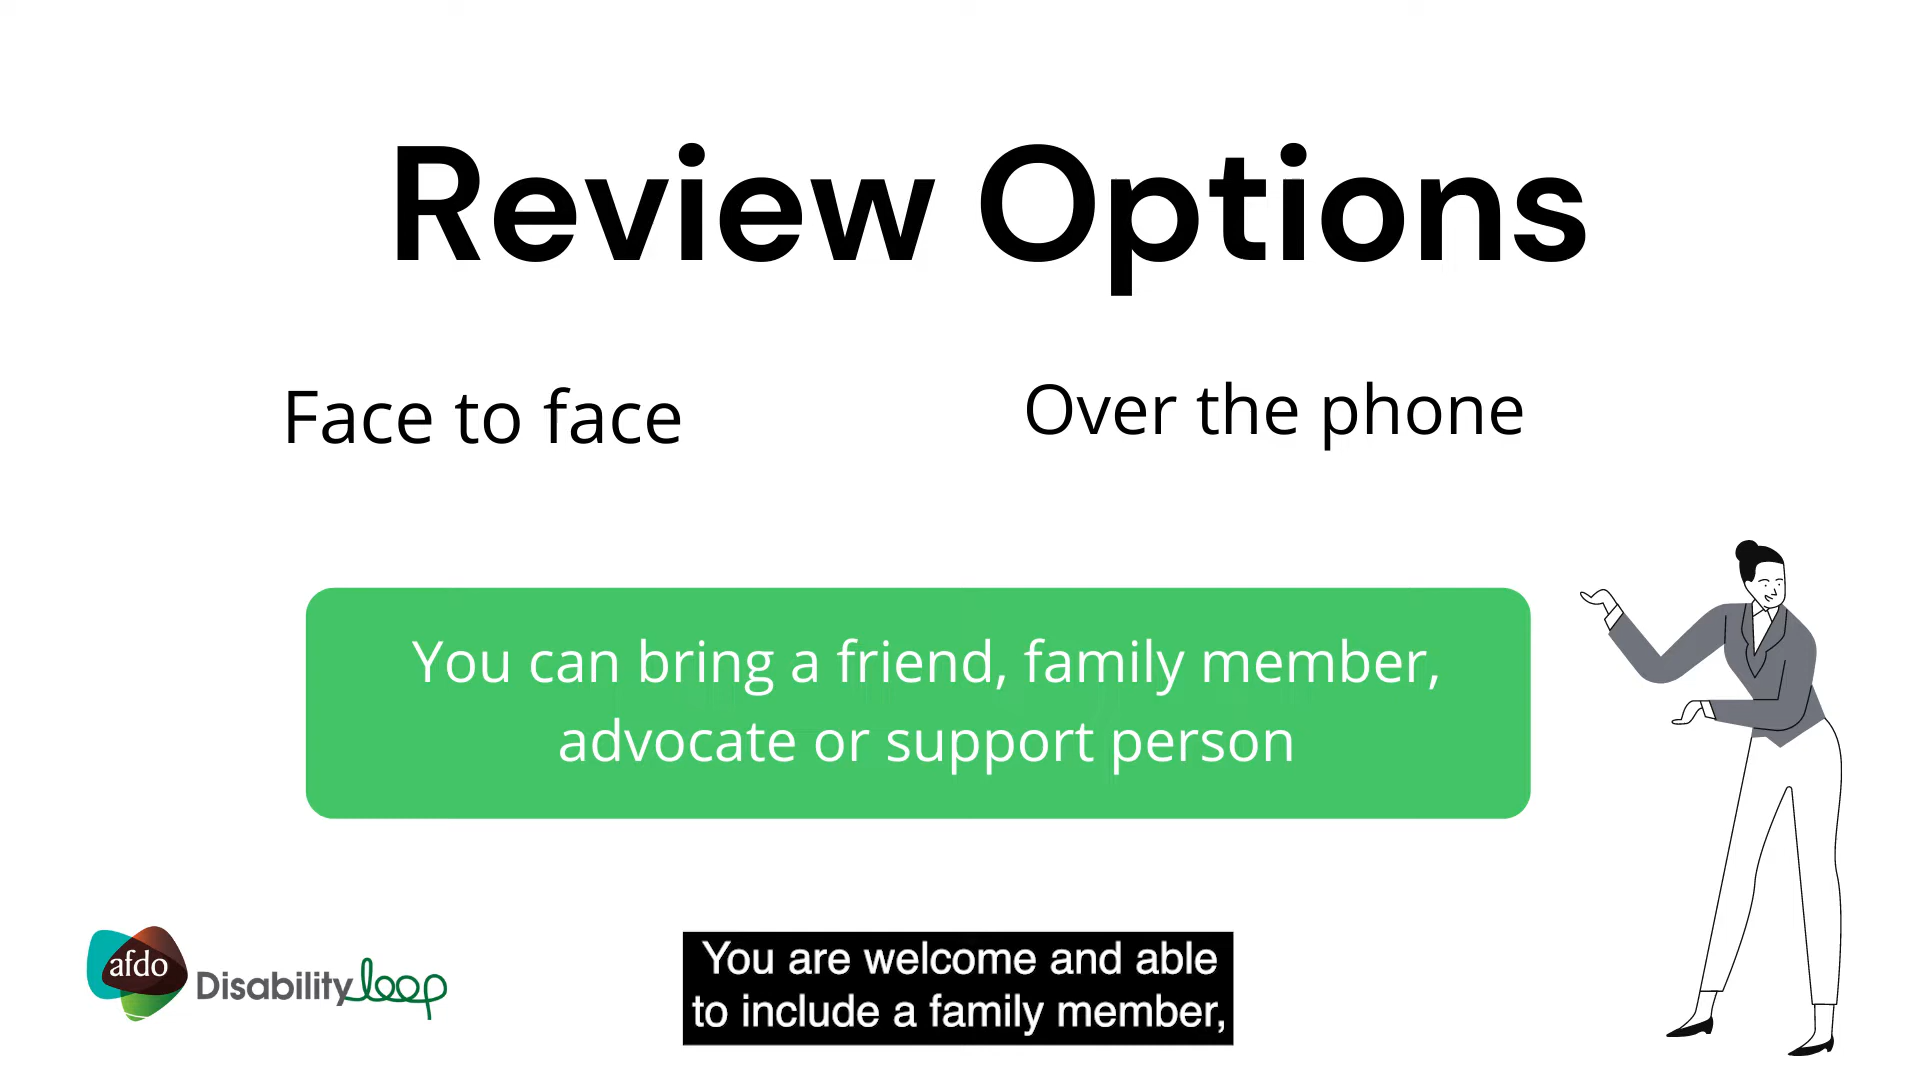 Review Options
Face to face
Over the phone
You can bring a friend, family member,
advocate or support person
afdo
Disability loop
You are welcome and able
to include a family member,